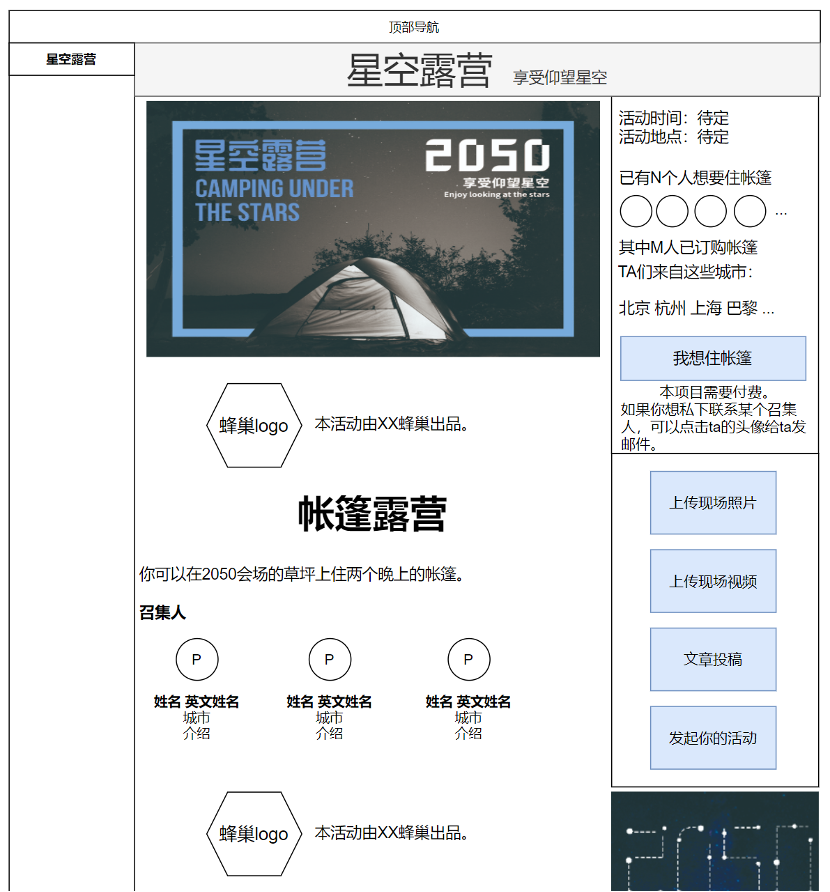 顶部导航
星空露营
星空露营 享受仰望星空
星空露营
CAMPING UNDER
THE STARS
2050
享受仰望星空
Enjoy looking at the stars
蜂巢logo
本活动由XX蜂巢出品。
帐篷露营
你可以在2050会场的草坪上住两个晚上的帐篷。
召集人
P P P
姓名 英文姓名 姓名 英文姓名 姓名 英文姓名
城市 城市 城市
介绍 介绍 介绍
蜂巢logo
本活动由XX蜂巢出品。
活动时间：待定
活动地点：待定
已有N个人想要住帐篷
...
其中M人已订购帐篷
TA们来自这些城市：
北京 杭州 上海 巴黎 ...
我想住帐篷
本项目需要付费。
如果你想私下联系某个召集
人，可以点击ta的头像给ta发
邮件。
上传现场照片
上传现场视频
文章投稿
发起你的活动